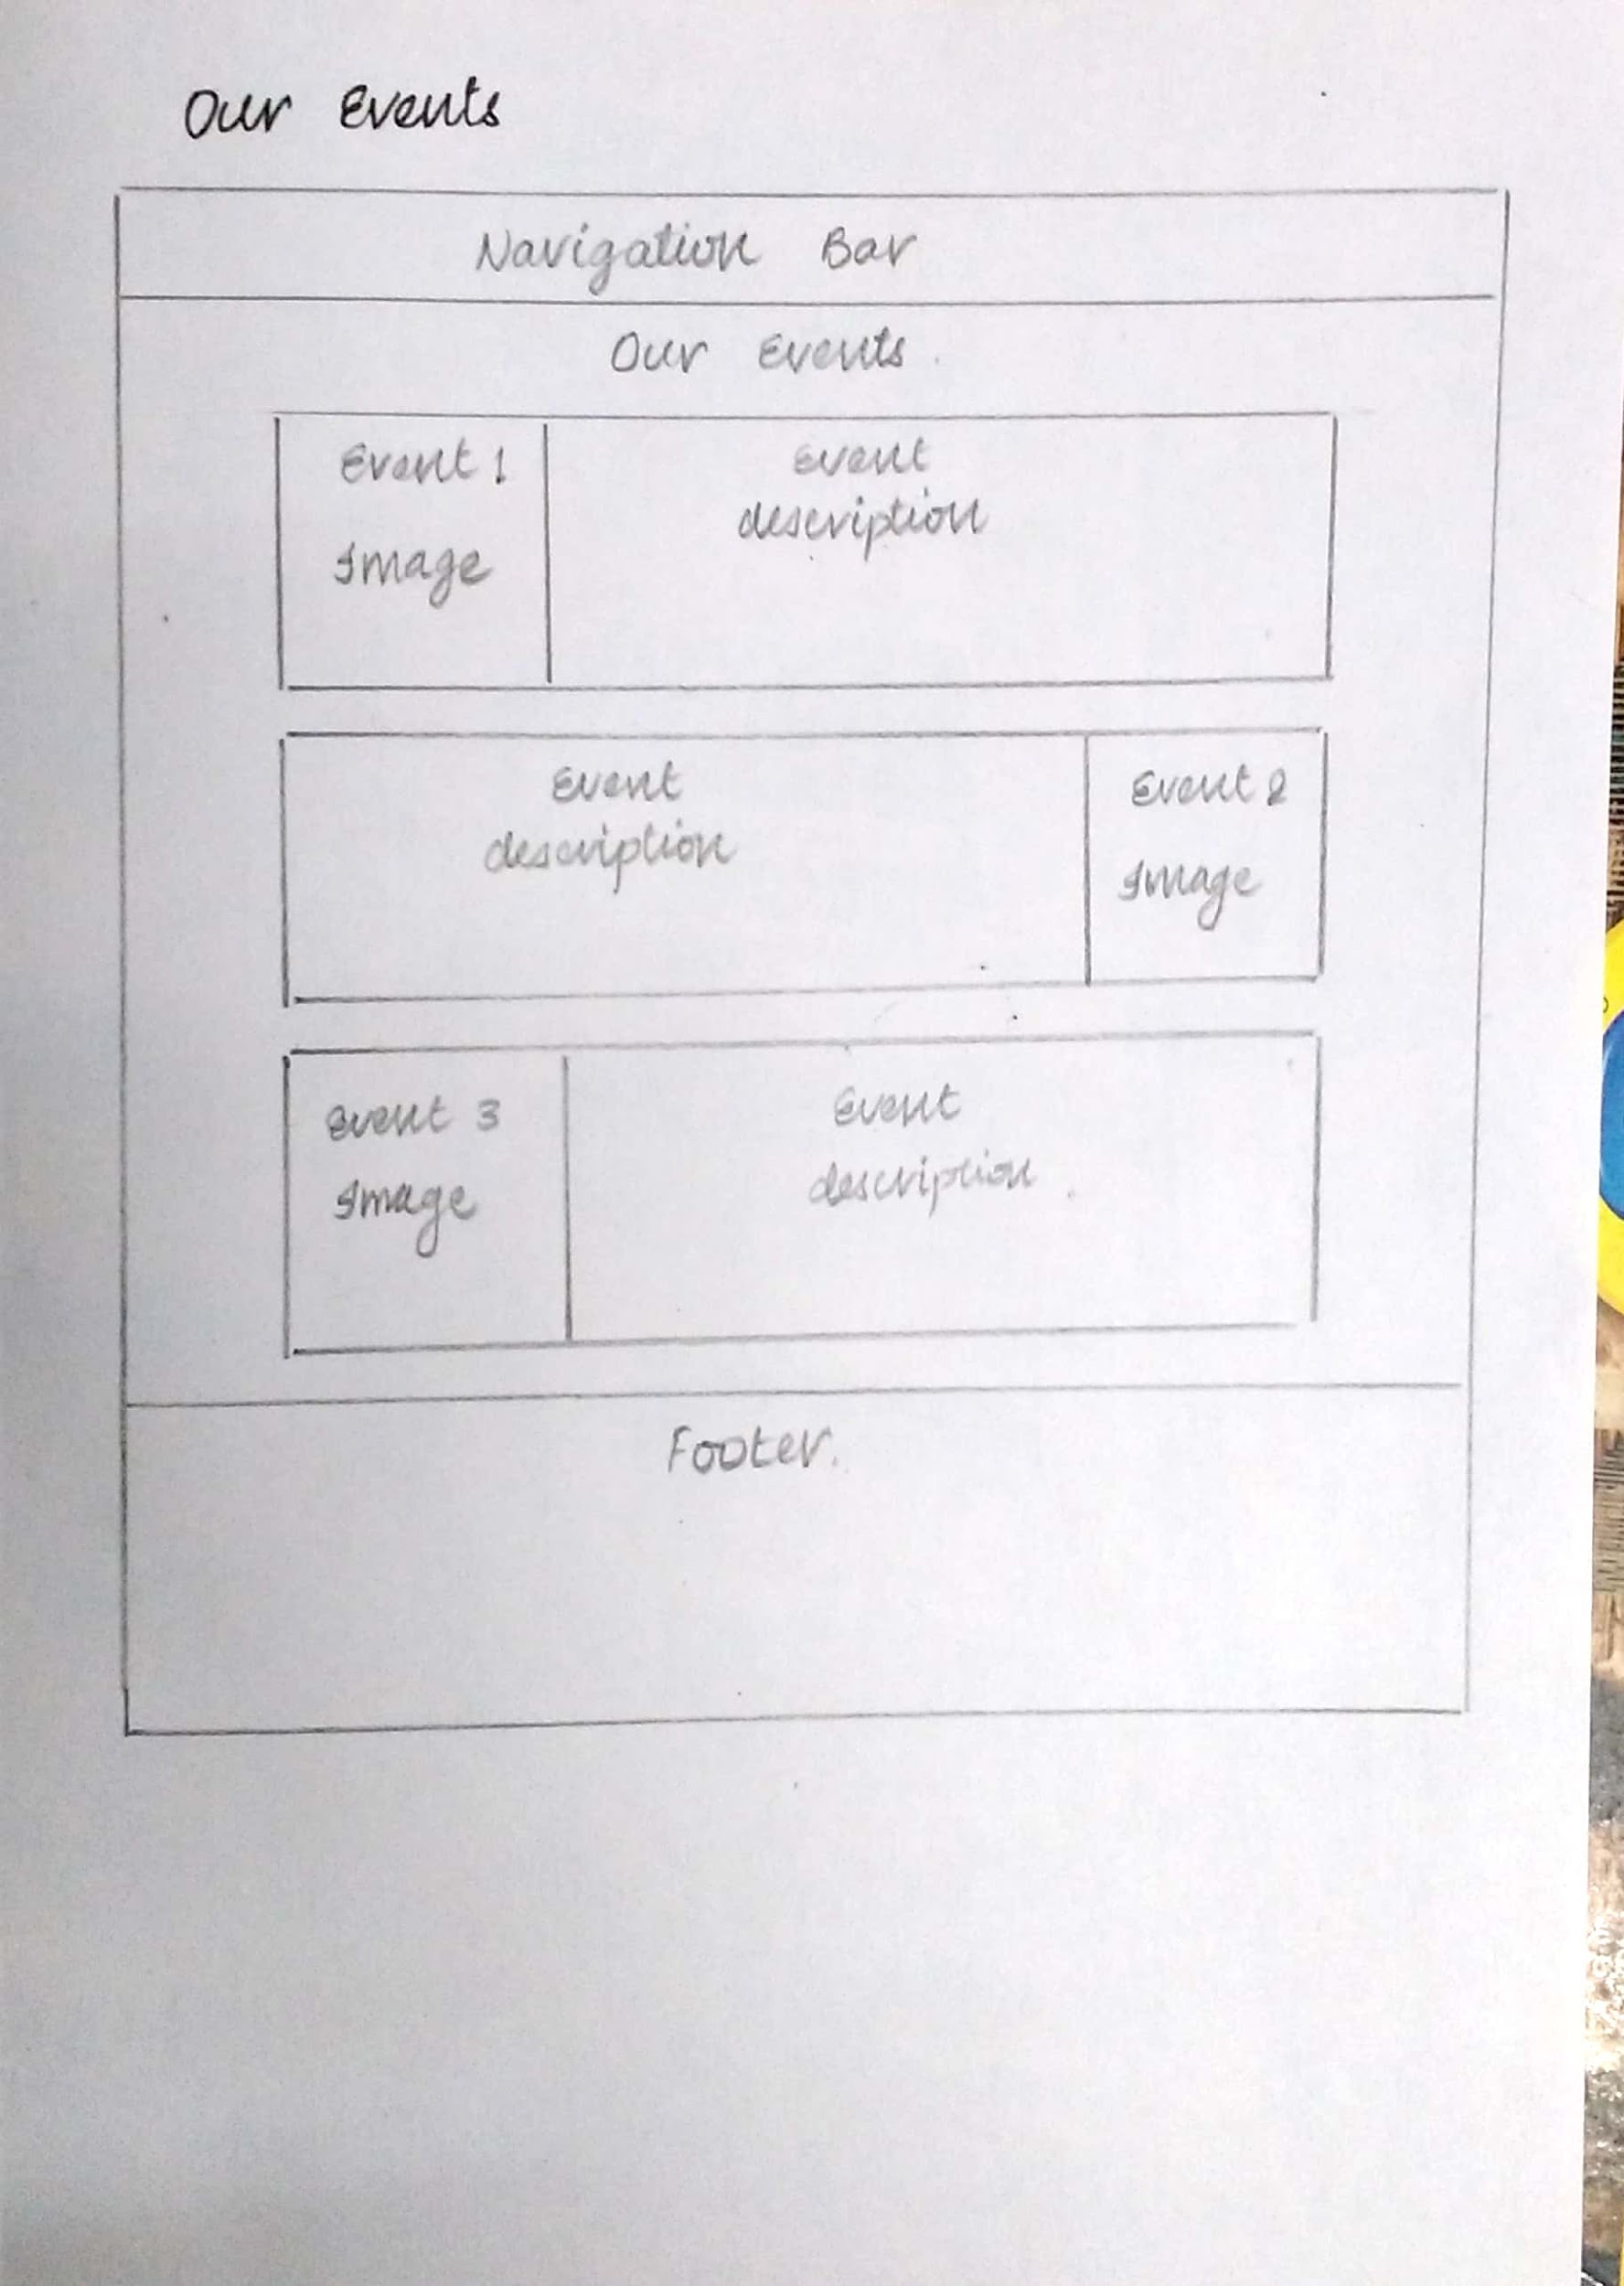 Our Events
Navigation Bar
Our Events
Event 1
Image
Event
description
Event
description
Event 2
Image
Event 3
Image
Event
description
Footer